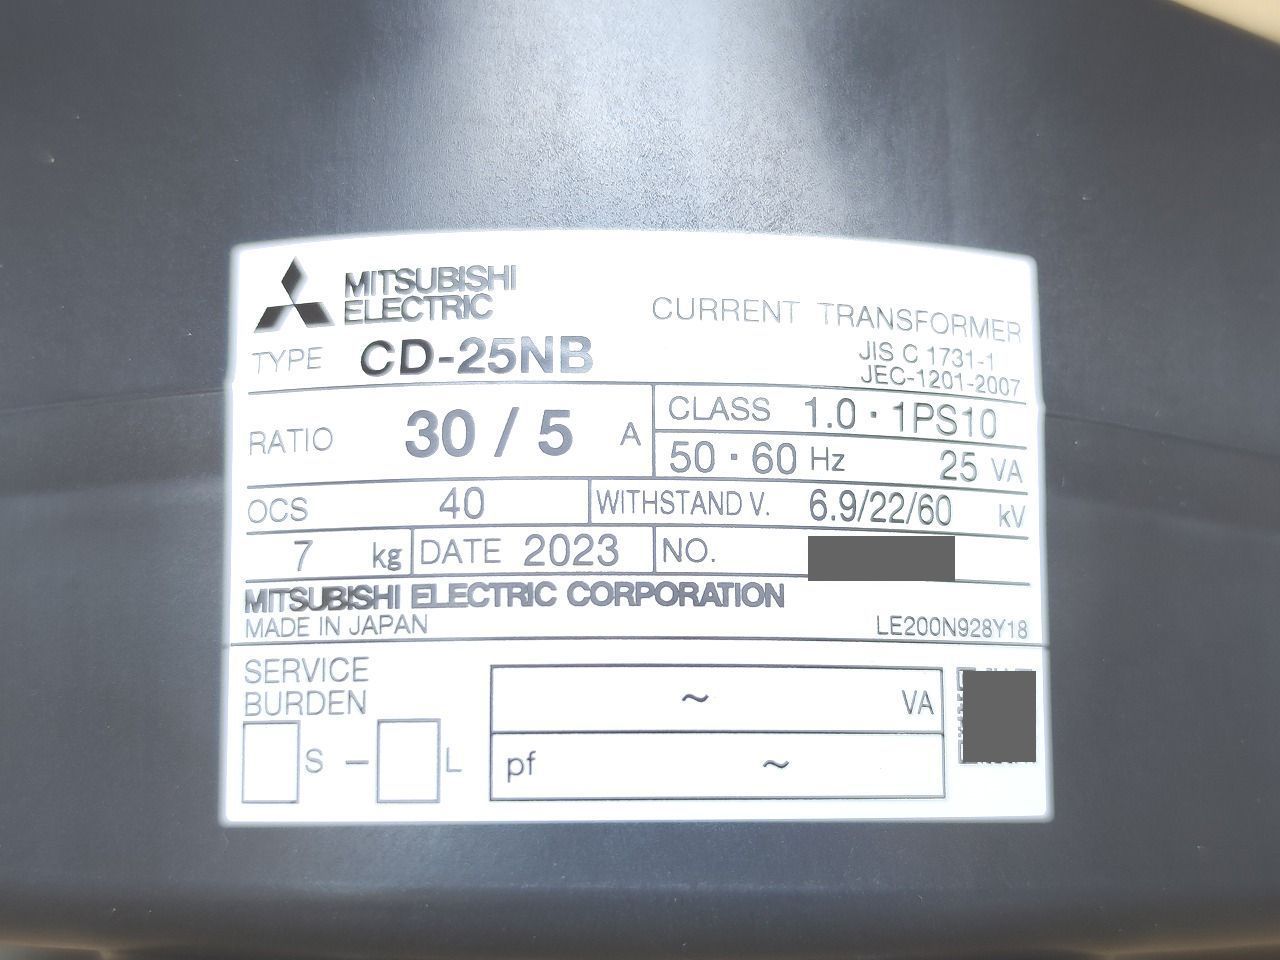 MITSUBISHI
ELECTRIC
CURRENT TRANSFORMER
TYPE CD-25NB
JIS C 1731-1
JEC-1201-2007
RATIO 30 / 5 A
CLASS 1.0・1PS10
50・60 Hz 25 VA
OCS 40 WITHSTAND V. 6.9/22/60 kV
7 kg DATE 2023 NO.
MITSUBISHI ELECTRIC CORPORATION
MADE IN JAPAN LE200N928Y18
SERVICE
BURDEN
~ VA
S – L
pf ~